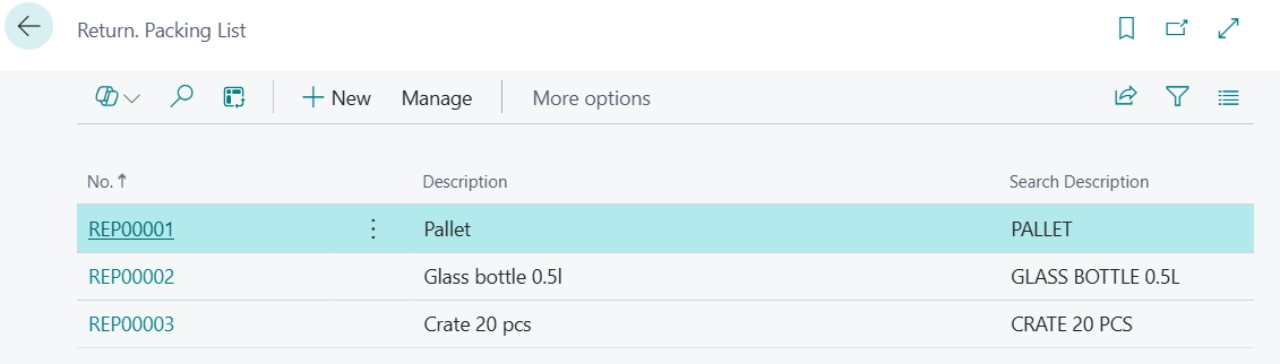 Return. Packing List
New Manage More options
No.↑ Description Search Description
REP00001 Pallet PALLET
REP00002 Glass bottle 0.5l GLASS BOTTLE 0.5L
REP00003 Crate 20 pcs CRATE 20 PCS